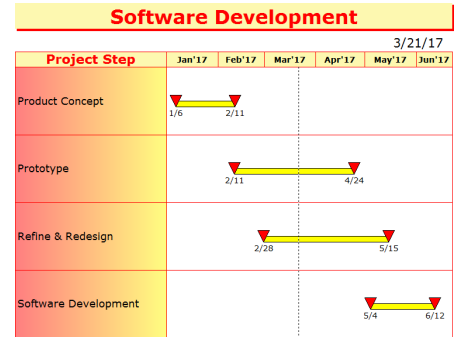 Software Development
3/21/17
Project Step Jan'17 Feb'17 Mar'17 Apr'17 May'17 Jun'17
Product Concept
1/6 2/11
Prototype
2/11 4/24
Refine & Redesign
2/28 5/15
Software Development
5/4 6/12